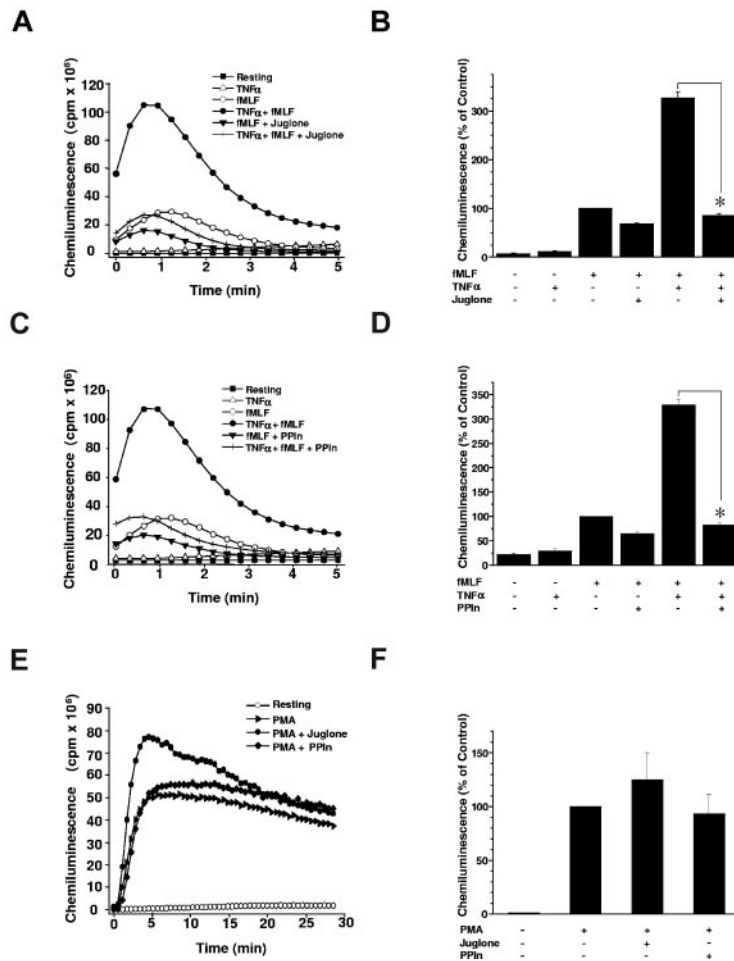 A
Chemiluminescence (cpm x 10⁶)
120
100
80
60
40
20
0
0 1 2 3 4 5
Time (min)
Resting
TNFα
fMLF
TNFα+ fMLF
fMLF + Juglone
TNFα+ fMLF + Juglone
B
Chemiluminescence (% of Control)
300
200
100
0
*
fMLF - - + + + +
TNFα - + - - + +
Juglone - - - + - +
C
Chemiluminescence (cpm x 10⁶)
120
100
80
60
40
20
0
0 1 2 3 4 5
Time (min)
Resting
TNFα
fMLF
TNFα+ fMLF
fMLF + PPIn
TNFα+ fMLF + PPIn
D
Chemiluminescence (% of Control)
350
300
250
200
150
100
50
0
*
fMLF - - + + + +
TNFα - + - - + +
PPIn - - - + - +
E
Chemiluminescence (cpm x 10⁶)
90
80
70
60
50
40
30
20
10
0
0 5 10 15 20 25 30
Time (min)
Resting
PMA
PMA + Juglone
PMA + PPIn
F
Chemiluminescence (% of Control)
150
100
50
0
PMA - + + +
Juglone - - + -
PPIn - - - +